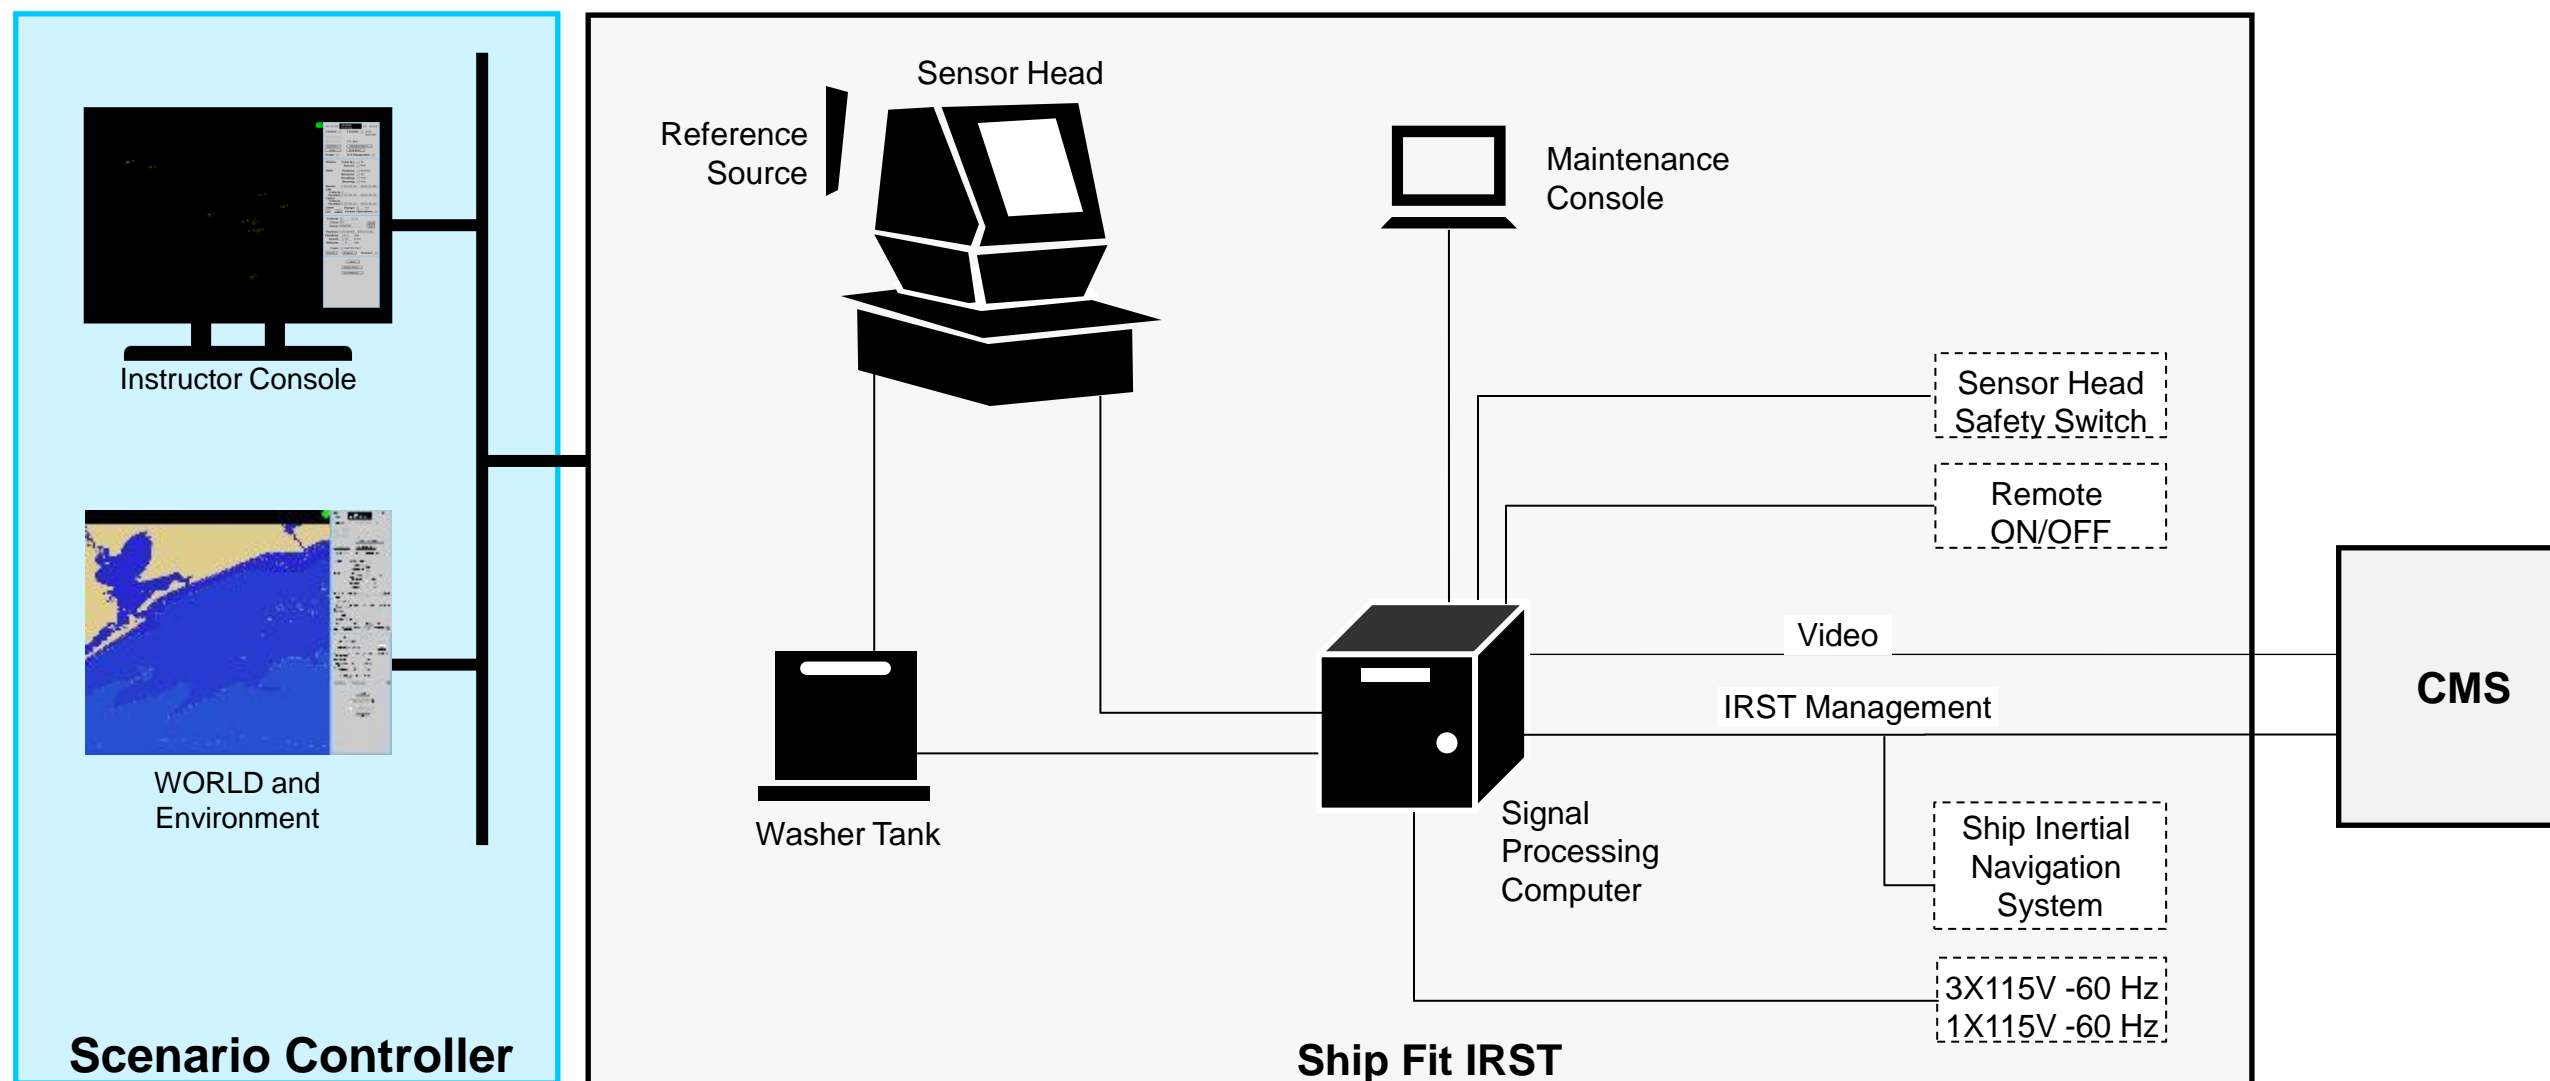 Sensor Head
Reference
Source
Maintenance
Console
Instructor Console
Sensor Head
Safety Switch
Remote
ON/OFF
Video
IRST Management
CMS
WORLD and
Environment
Washer Tank
Signal
Processing
Computer
Ship Inertial
Navigation
System
3X115V -60 Hz
1X115V -60 Hz
Scenario Controller
Ship Fit IRST